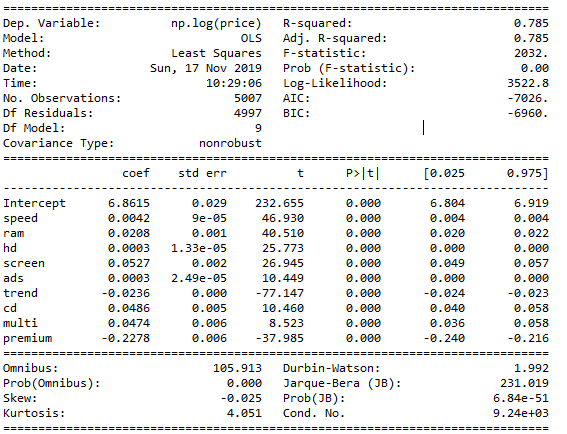 ==============================================================================
Dep. Variable:          np.log(price)   R-squared:                       0.785
Model:                            OLS   Adj. R-squared:                  0.785
Method:                 Least Squares   F-statistic:                     2032.
Date:                Sun, 17 Nov 2019   Prob (F-statistic):               0.00
Time:                        10:29:06   Log-Likelihood:                 3522.8
No. Observations:                5007   AIC:                            -7026.
Df Residuals:                    4997   BIC:                            -6960.
Df Model:                           9
Covariance Type:            nonrobust
==============================================================================
                 coef    std err          t      P>|t|      [0.025      0.975]
------------------------------------------------------------------------------
Intercept      6.8615      0.029    232.655      0.000       6.804       6.919
speed          0.0042      9e-05     46.930      0.000       0.004       0.004
ram            0.0208      0.001     40.510      0.000       0.020       0.022
hd             0.0003   1.33e-05     25.773      0.000       0.000       0.000
screen         0.0527      0.002     26.945      0.000       0.049       0.057
ads            0.0003   2.49e-05     10.449      0.000       0.000       0.000
trend         -0.0236      0.000    -77.147      0.000      -0.024      -0.023
cd             0.0486      0.005     10.460      0.000       0.040       0.058
multi          0.0474      0.006      8.523      0.000       0.036       0.058
premium       -0.2278      0.006    -37.985      0.000      -0.240      -0.216
==============================================================================
Omnibus:                      105.913   Durbin-Watson:                   1.992
Prob(Omnibus):                  0.000   Jarque-Bera (JB):              231.019
Skew:                          -0.025   Prob(JB):                     6.84e-51
Kurtosis:                       4.051   Cond. No.                     9.24e+03
==============================================================================